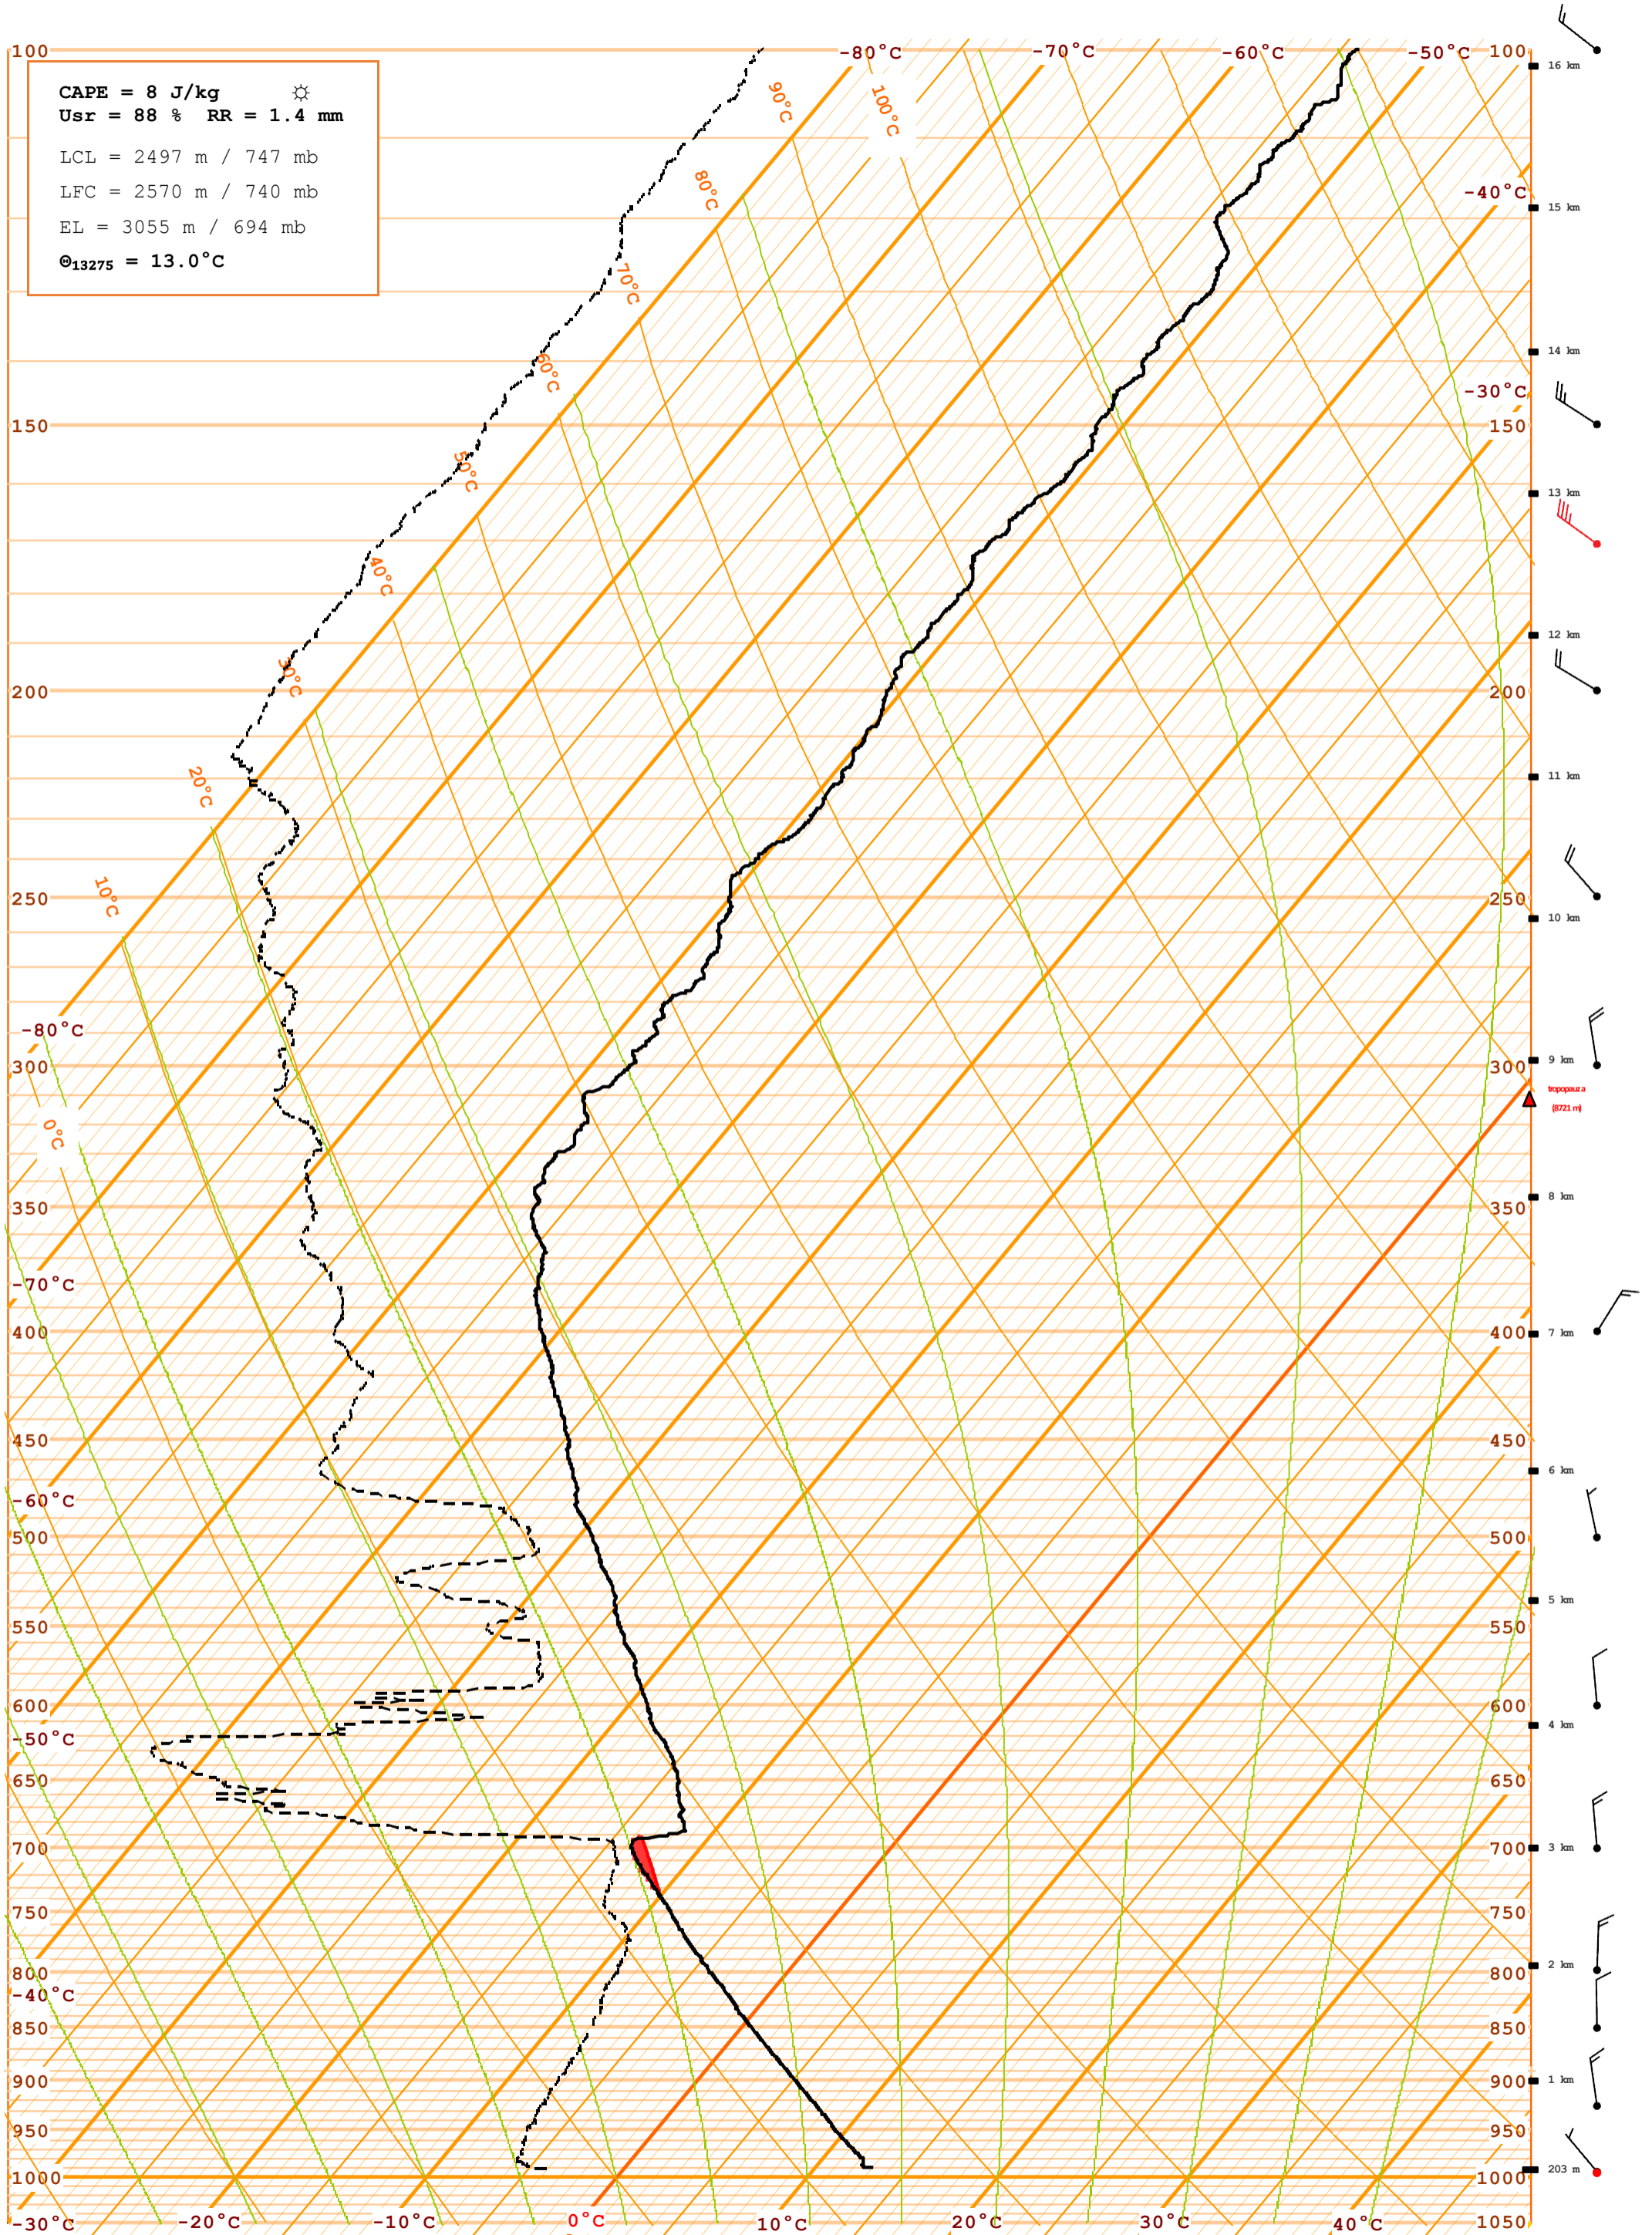 -80°C -70°C -60°C -50°C
100 100
16 km
CAPE = 8 J/kg ☼
Usr = 88 % RR = 1.4 mm
LCL = 2497 m / 747 mb
LFC = 2570 m / 740 mb
EL = 3055 m / 694 mb
Θ13275 = 13.0°C
90°C 100°C
80°C
-40°C
15 km
70°C
14 km
60°C
-30°C
150 150
50°C
13 km
40°C
12 km
30°C
200 200
20°C
11 km
250 250
10°C
10 km
-80°C
9 km
300 300
tropopauza
(8721 m)
0°C
8 km
350 350
-70°C
400 400
7 km
450 450
6 km
-60°C
500 500
5 km
550 550
600 600
4 km
-50°C
650 650
700 700
3 km
750 750
2 km
800 800
-40°C
850 850
900 900
1 km
950 950
203 m
1000 1000
-30°C -20°C -10°C 0°C 10°C 20°C 30°C 40°C 1050